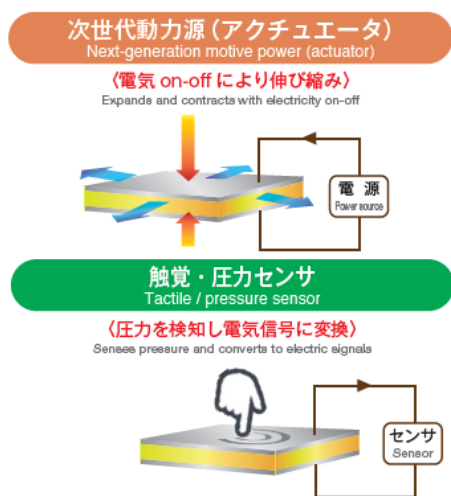 次世代動力源(アクチュエータ)
Next-generation motive power (actuator)
〈電気 on-off により伸び縮み〉
Expands and contracts with electricity on-off
電 源
Power source
触覚・圧力センサ
Tactile / pressure sensor
〈圧力を検知し電気信号に変換〉
Senses pressure and converts to electric signals
センサ
Sensor